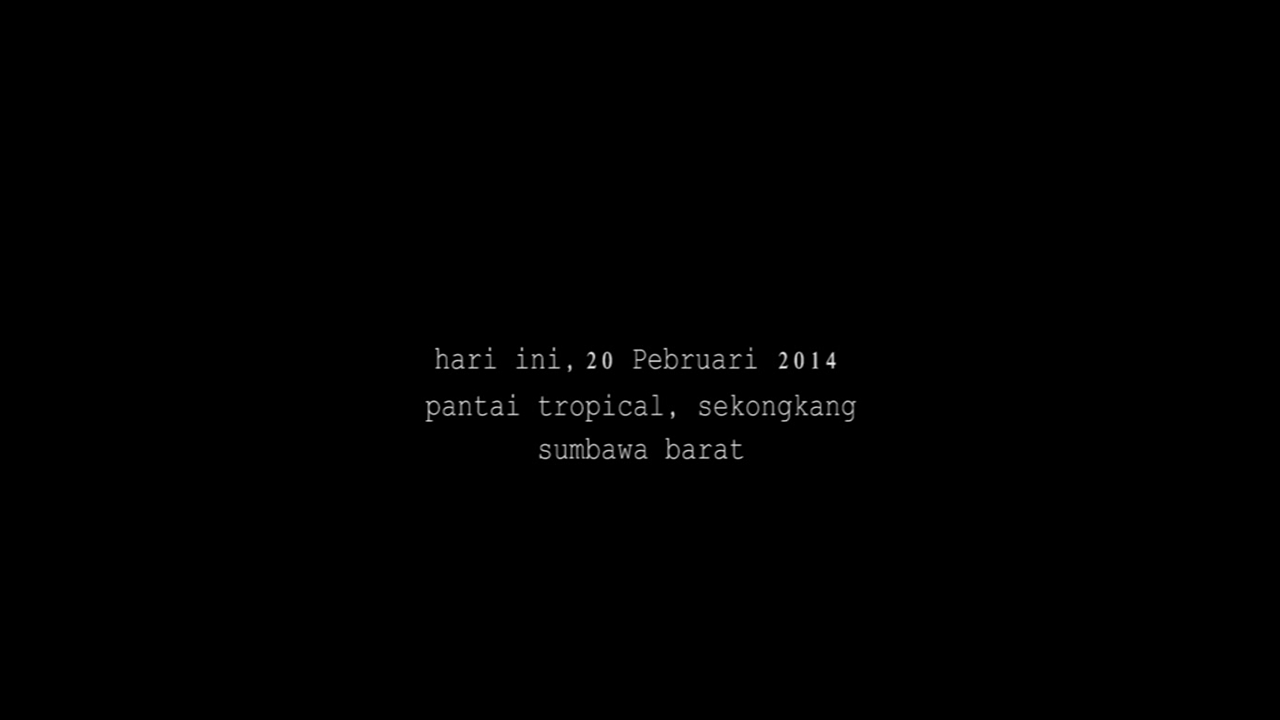 hari ini, 20 Pebruari 2014
pantai tropical, sekongkang
sumbawa barat